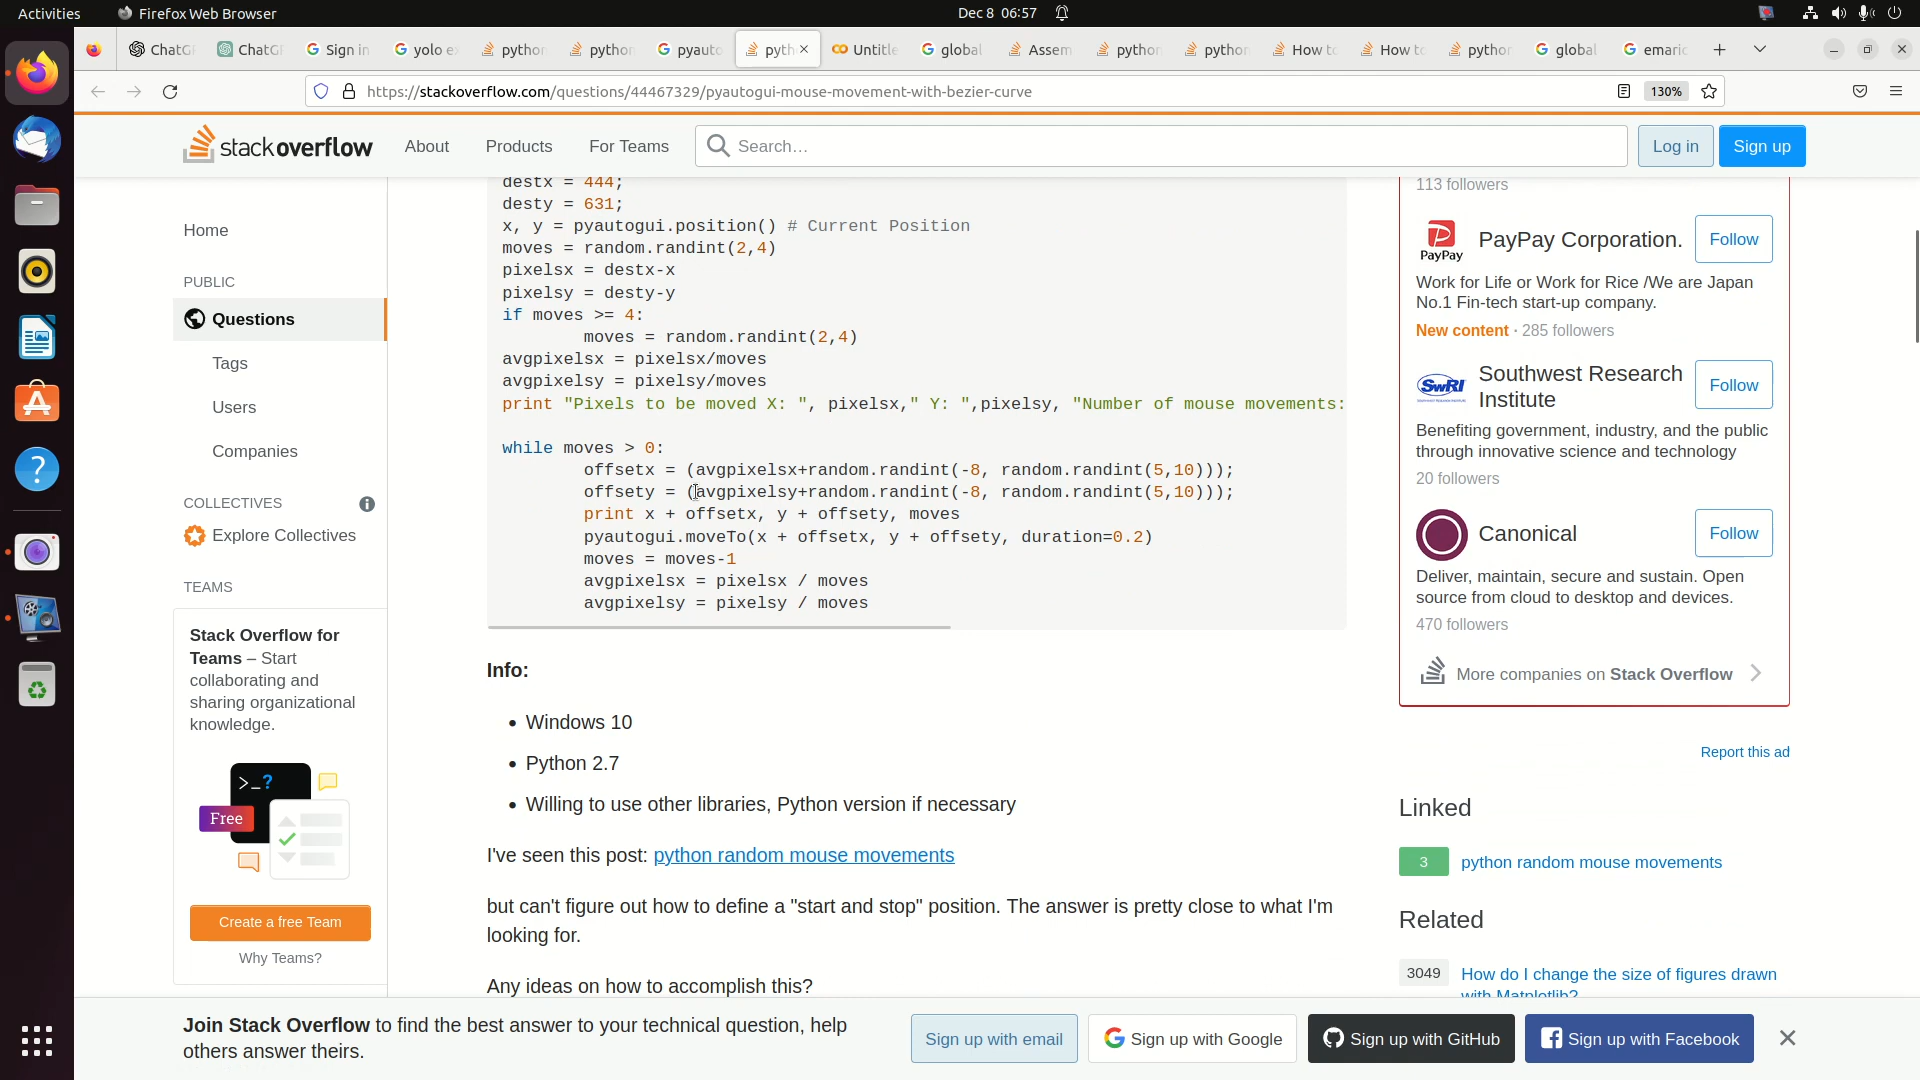 Activities
Firefox Web Browser
Dec 8 06:57
ChatG
ChatG
Sign in
yolo e
python
python
pyauto
pyth
Untitle
global
Assem
python
python
How to
How to
python
global
emaric
https://stackoverflow.com/questions/44467329/pyautogui-mouse-movement-with-bezier-curve
130%
stackoverflow
About
Products
For Teams
Search...
Log in
Sign up
Home
PUBLIC
Questions
Tags
Users
Companies
COLLECTIVES
Explore Collectives
TEAMS
Stack Overflow for
Teams – Start
collaborating and
sharing organizational
knowledge.
>_?
Free
Create a free Team
Why Teams?
destx = 444;
desty = 631;
x, y = pyautogui.position() # Current Position
moves = random.randint(2,4)
pixelsx = destx-x
pixelsy = desty-y
if moves >= 4:
        moves = random.randint(2,4)
avgpixelsx = pixelsx/moves
avgpixelsy = pixelsy/moves
print "Pixels to be moved X: ", pixelsx," Y: ",pixelsy, "Number of mouse movements:
while moves > 0:
        offsetx = (avgpixelsx+random.randint(-8, random.randint(5,10)));
        offsety = (avgpixelsy+random.randint(-8, random.randint(5,10)));
        print x + offsetx, y + offsety, moves
        pyautogui.moveTo(x + offsetx, y + offsety, duration=0.2)
        moves = moves-1
        avgpixelsx = pixelsx / moves
        avgpixelsy = pixelsy / moves
Info:
• Windows 10
• Python 2.7
• Willing to use other libraries, Python version if necessary
I've seen this post: python random mouse movements
but can't figure out how to define a "start and stop" position. The answer is pretty close to what I'm
looking for.
Any ideas on how to accomplish this?
113 followers
PayPay
PayPay Corporation.
Follow
Work for Life or Work for Rice /We are Japan
No.1 Fin-tech start-up company.
New content · 285 followers
SwRI
Southwest Research
Institute
Follow
Benefiting government, industry, and the public
through innovative science and technology
20 followers
Canonical
Follow
Deliver, maintain, secure and sustain. Open
source from cloud to desktop and devices.
470 followers
More companies on Stack Overflow
Report this ad
Linked
3 python random mouse movements
Related
3049 How do I change the size of figures drawn
with Matplotlib?
Join Stack Overflow to find the best answer to your technical question, help
others answer theirs.
Sign up with email
Sign up with Google
Sign up with GitHub
Sign up with Facebook